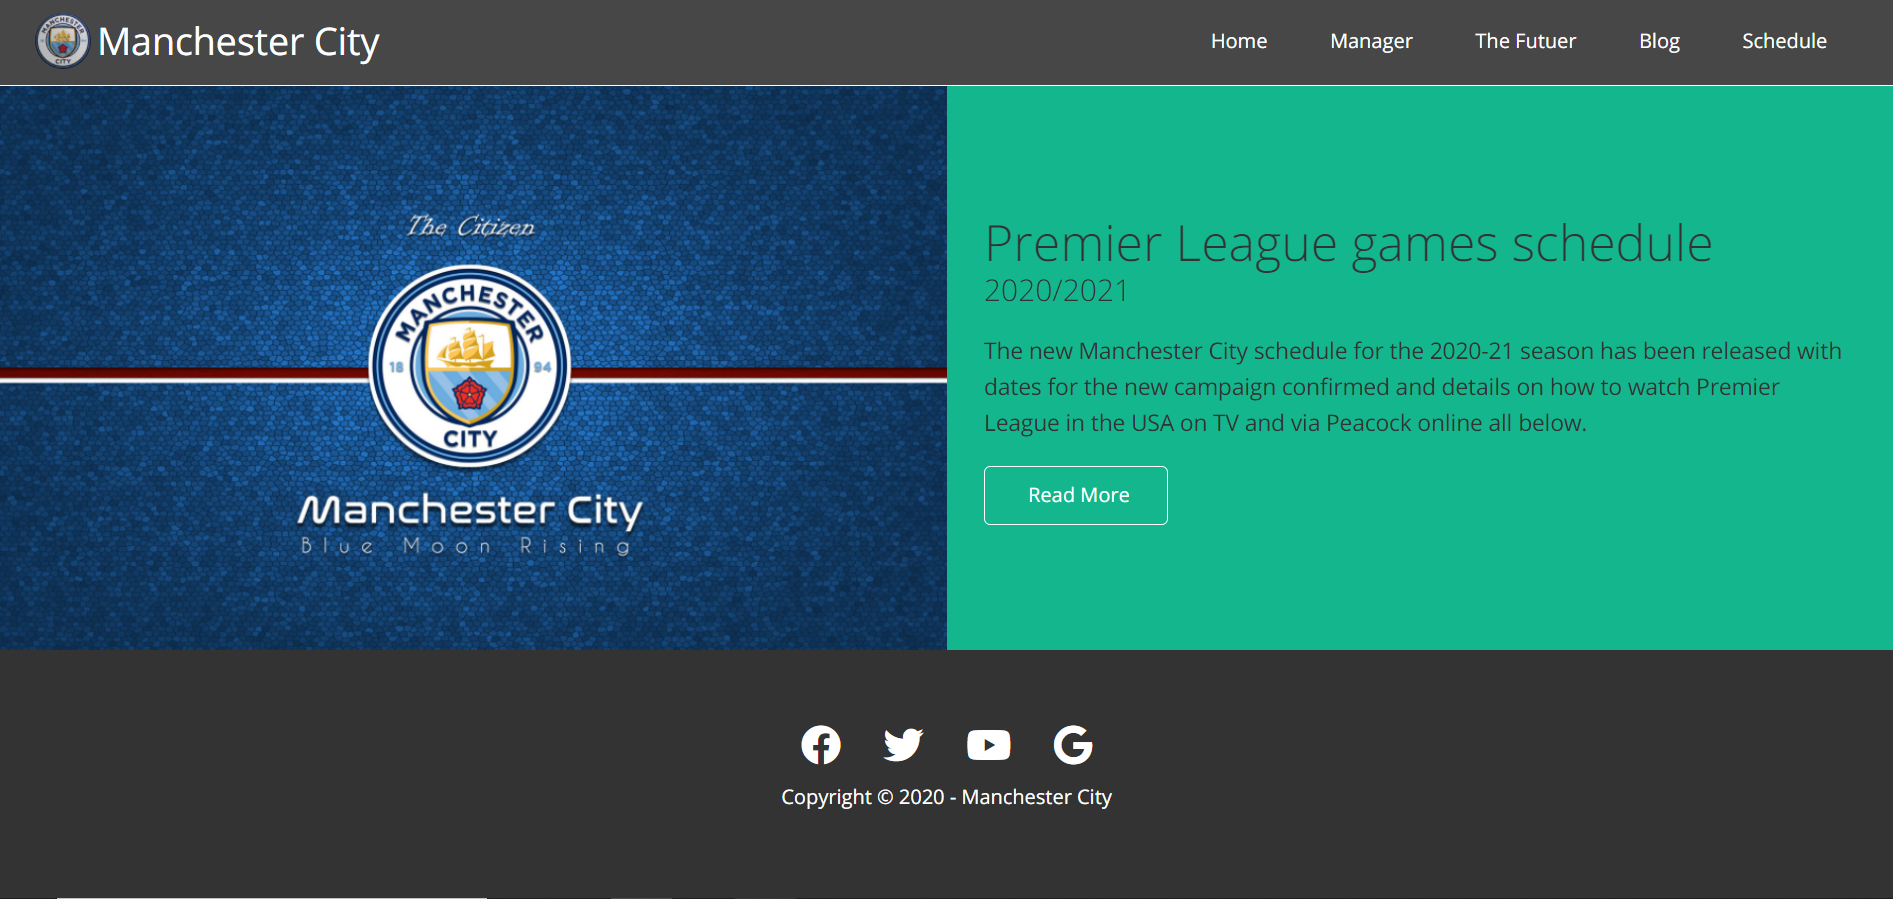 MANCHESTER
CITY
Manchester City
Home
Manager
The Futuer
Blog
Schedule
The Citizen
MANCHESTER
18 94
CITY
Manchester City
Blue Moon Rising
Premier League games schedule
2020/2021
The new Manchester City schedule for the 2020-21 season has been released with
dates for the new campaign confirmed and details on how to watch Premier
League in the USA on TV and via Peacock online all below.
Read More
Copyright © 2020 - Manchester City